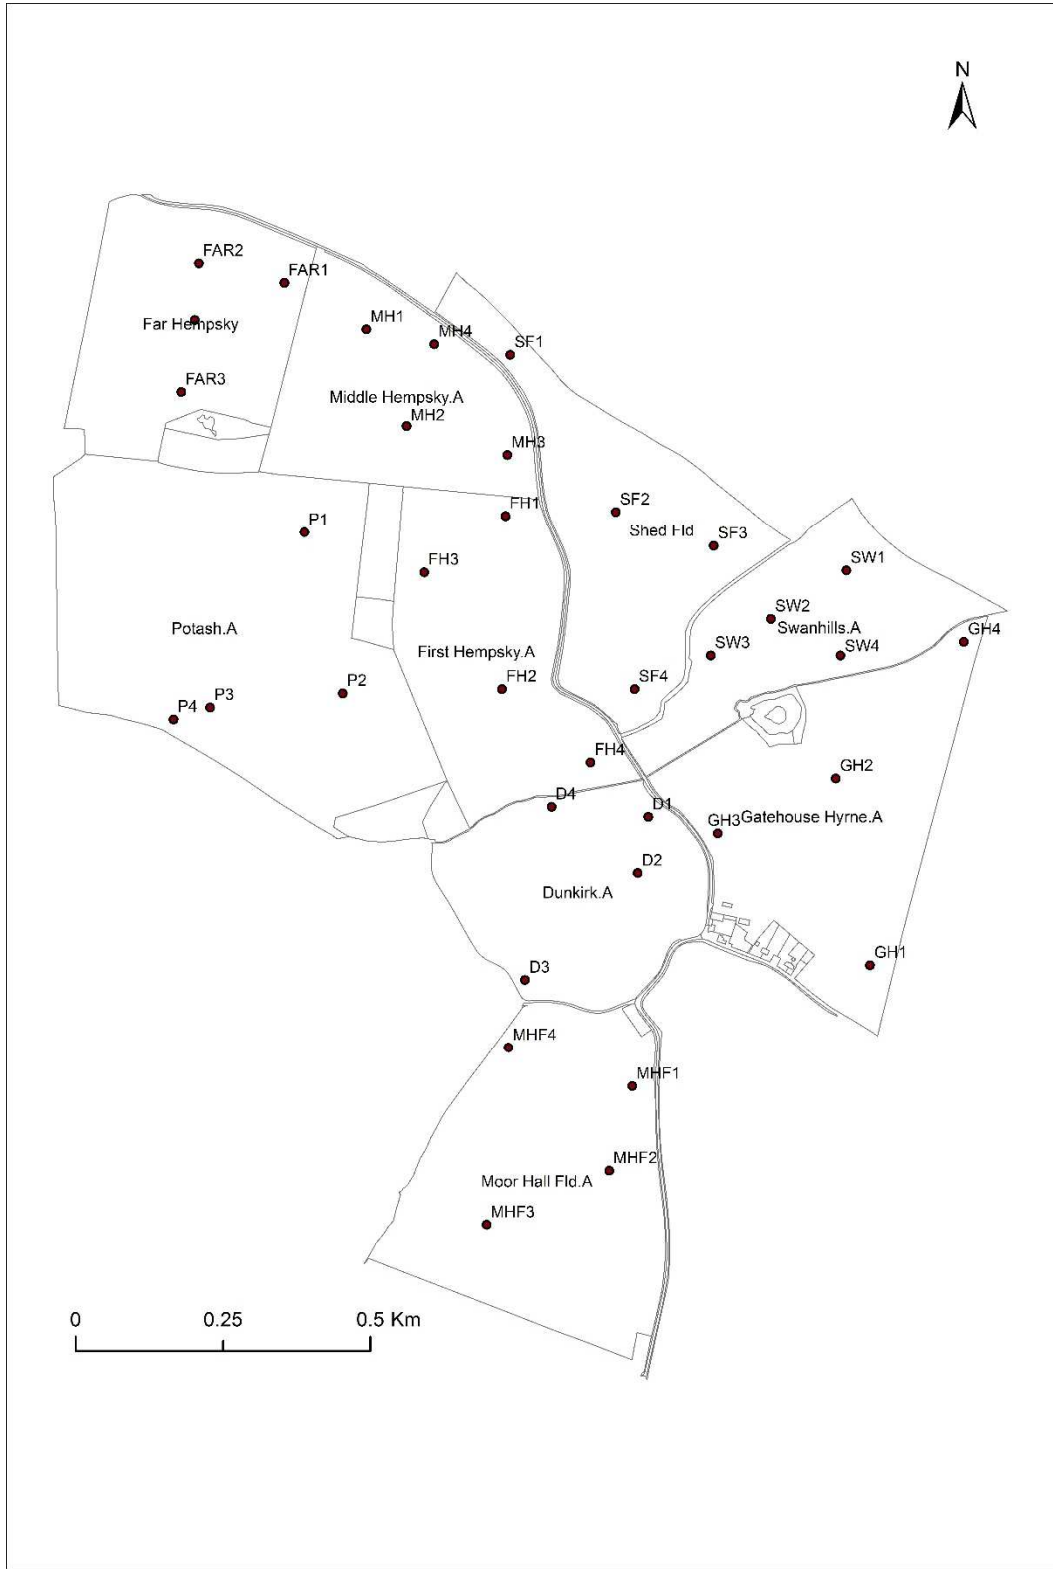 N
FAR2
FAR1
Far Hempsky
MH1
MH4
SF1
FAR3
Middle Hempsky.A
MH2
MH3
FH1
SF2
Shed Fld
SF3
P1
FH3
SW1
SW2
Swanhills.A
Potash.A
First Hempsky.A
SW3
SW4
GH4
P2
FH2
SF4
P3
P4
FH4
GH2
D4
D1
GH3
Gatehouse Hyrne.A
D2
Dunkirk.A
D3
GH1
MHF4
MHF1
MHF2
Moor Hall Fld.A
MHF3
0 0.25 0.5 Km